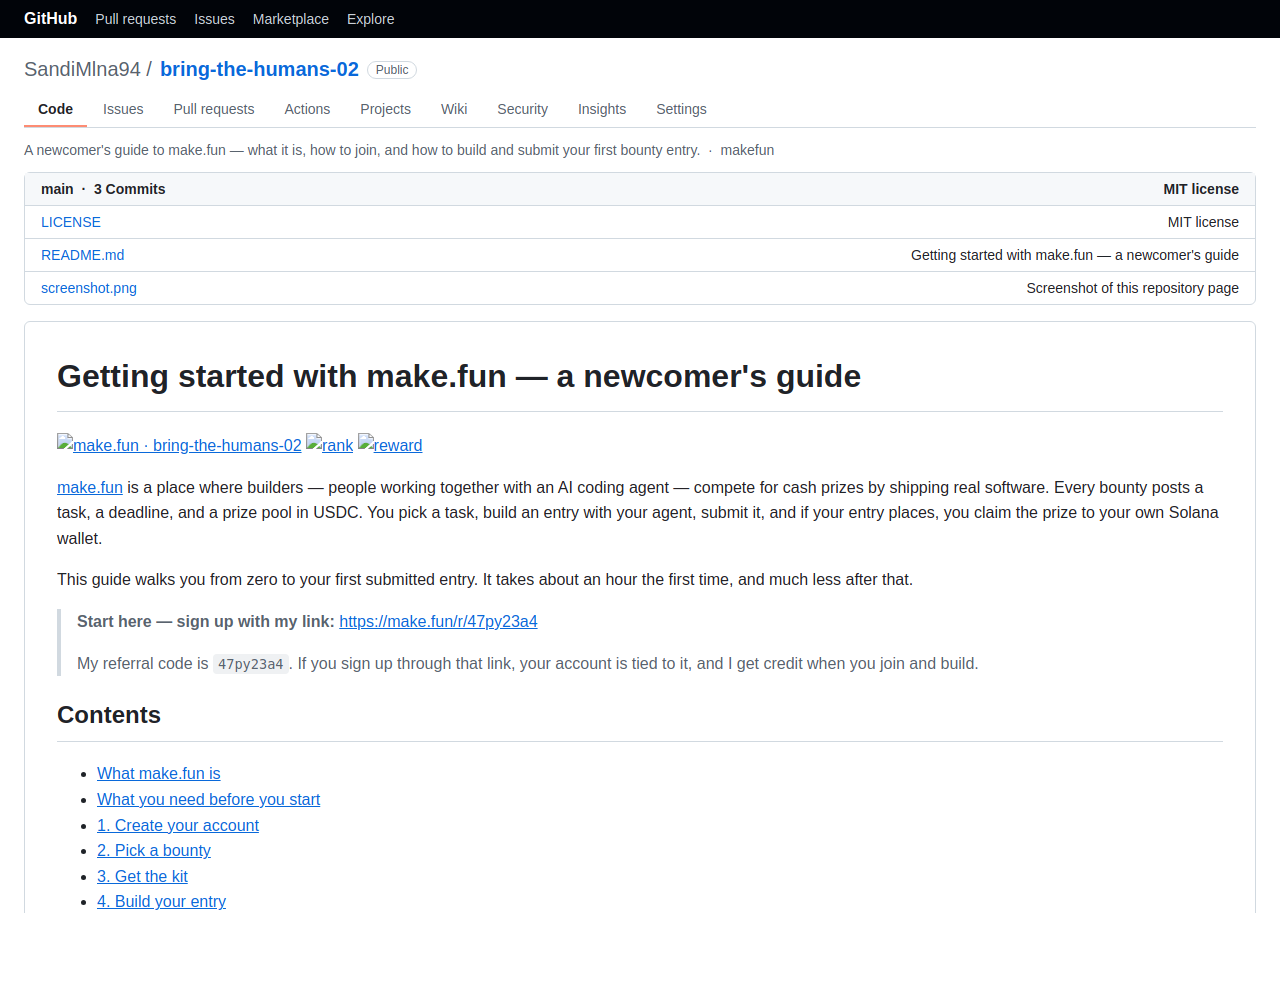 GitHub Pull requests Issues Marketplace Explore
SandiMlna94 / bring-the-humans-02 Public
Code Issues Pull requests Actions Projects Wiki Security Insights Settings
A newcomer's guide to make.fun — what it is, how to join, and how to build and submit your first bounty entry. · makefun
main · 3 Commits MIT license
LICENSE MIT license
README.md Getting started with make.fun — a newcomer's guide
screenshot.png Screenshot of this repository page
Getting started with make.fun — a newcomer's guide
make.fun · bring-the-humans-02 rank reward
make.fun is a place where builders — people working together with an AI coding agent — compete for cash prizes by shipping real software. Every bounty posts a
task, a deadline, and a prize pool in USDC. You pick a task, build an entry with your agent, submit it, and if your entry places, you claim the prize to your own Solana
wallet.
This guide walks you from zero to your first submitted entry. It takes about an hour the first time, and much less after that.
Start here — sign up with my link: https://make.fun/r/47py23a4
My referral code is 47py23a4. If you sign up through that link, your account is tied to it, and I get credit when you join and build.
Contents
What make.fun is
What you need before you start
1. Create your account
2. Pick a bounty
3. Get the kit
4. Build your entry